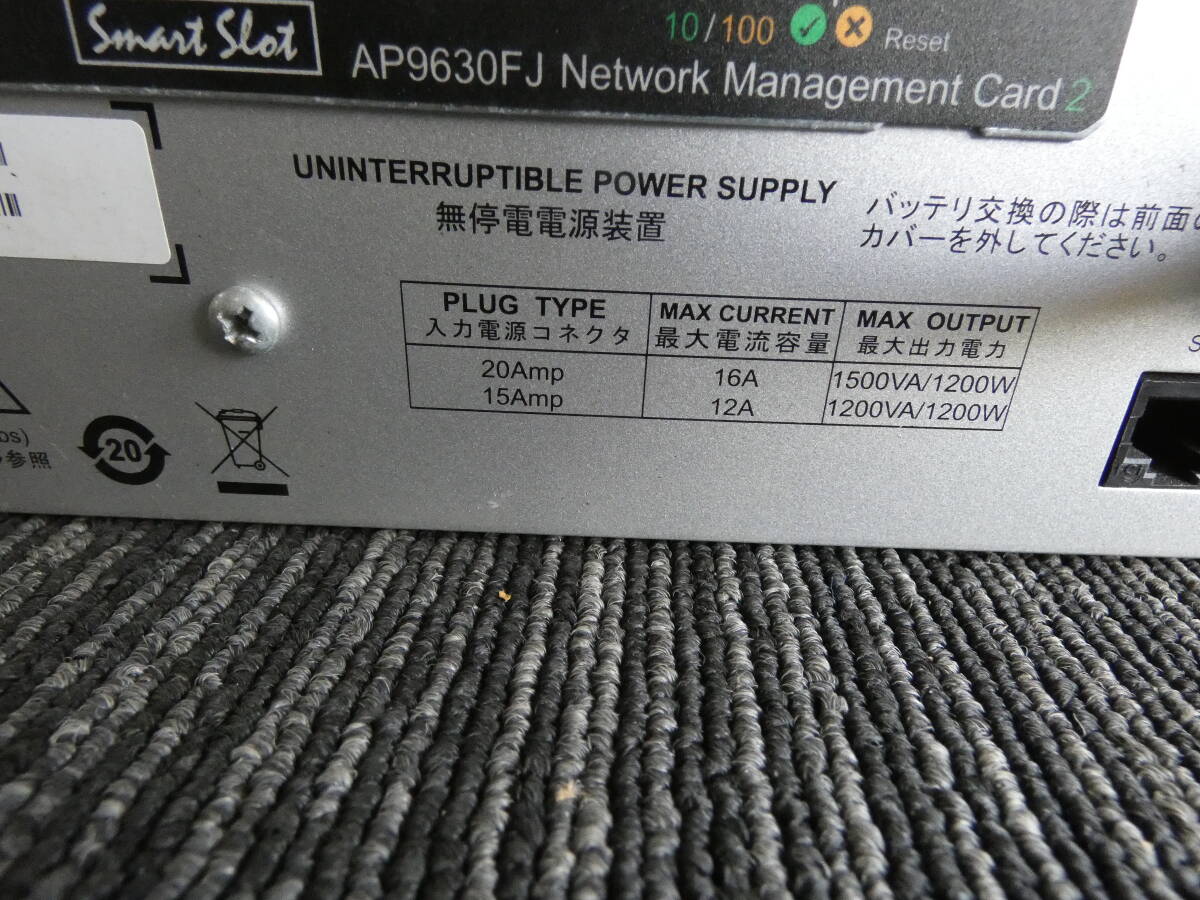 Smart Slot
10/100
Reset
AP9630FJ Network Management Card 2
UNINTERRUPTIBLE POWER SUPPLY
無停電電源装置
バッテリ交換の際は前面
カバーを外してください。
PLUG TYPE MAX CURRENT MAX OUTPUT
入力電源コネクタ 最大電流容量 最大出力電力
20Amp 16A 1500VA/1200W
15Amp 12A 1200VA/1200W
参照
20